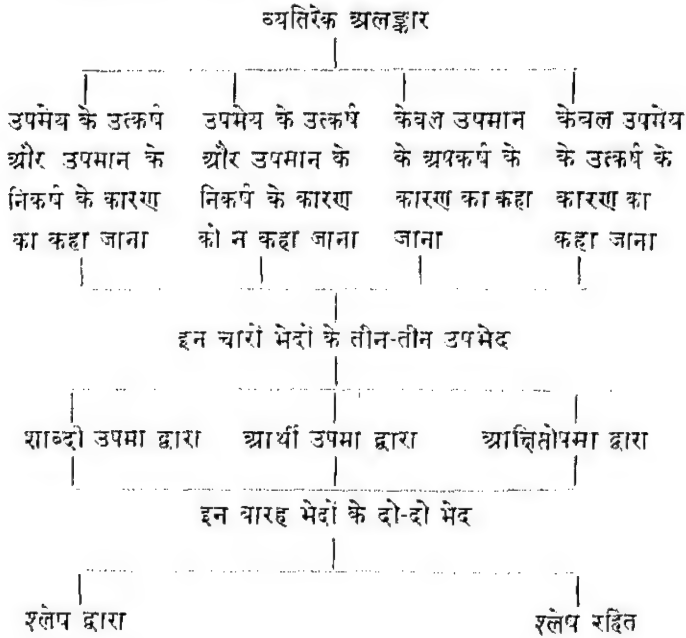 व्यतिरेक अलङ्कार
उपमेय के उत्कर्ष उपमेय के उत्कर्ष केवल उपमान केवल उपमेय
और उपमान के और उपमान के के अपकर्ष के के उत्कर्ष के
निकर्ष के कारण निकर्ष के कारण कारण का कहा कारण का
का कहा जाना को न कहा जाना जाना कहा जाना
इन चारों भेदों के तीन-तीन उपभेद
शाब्दी उपमा द्वारा आर्थी उपमा द्वारा आक्षिप्तोपमा द्वारा
इन बारह भेदों के दो-दो भेद
श्लेष द्वारा श्लेष रहित